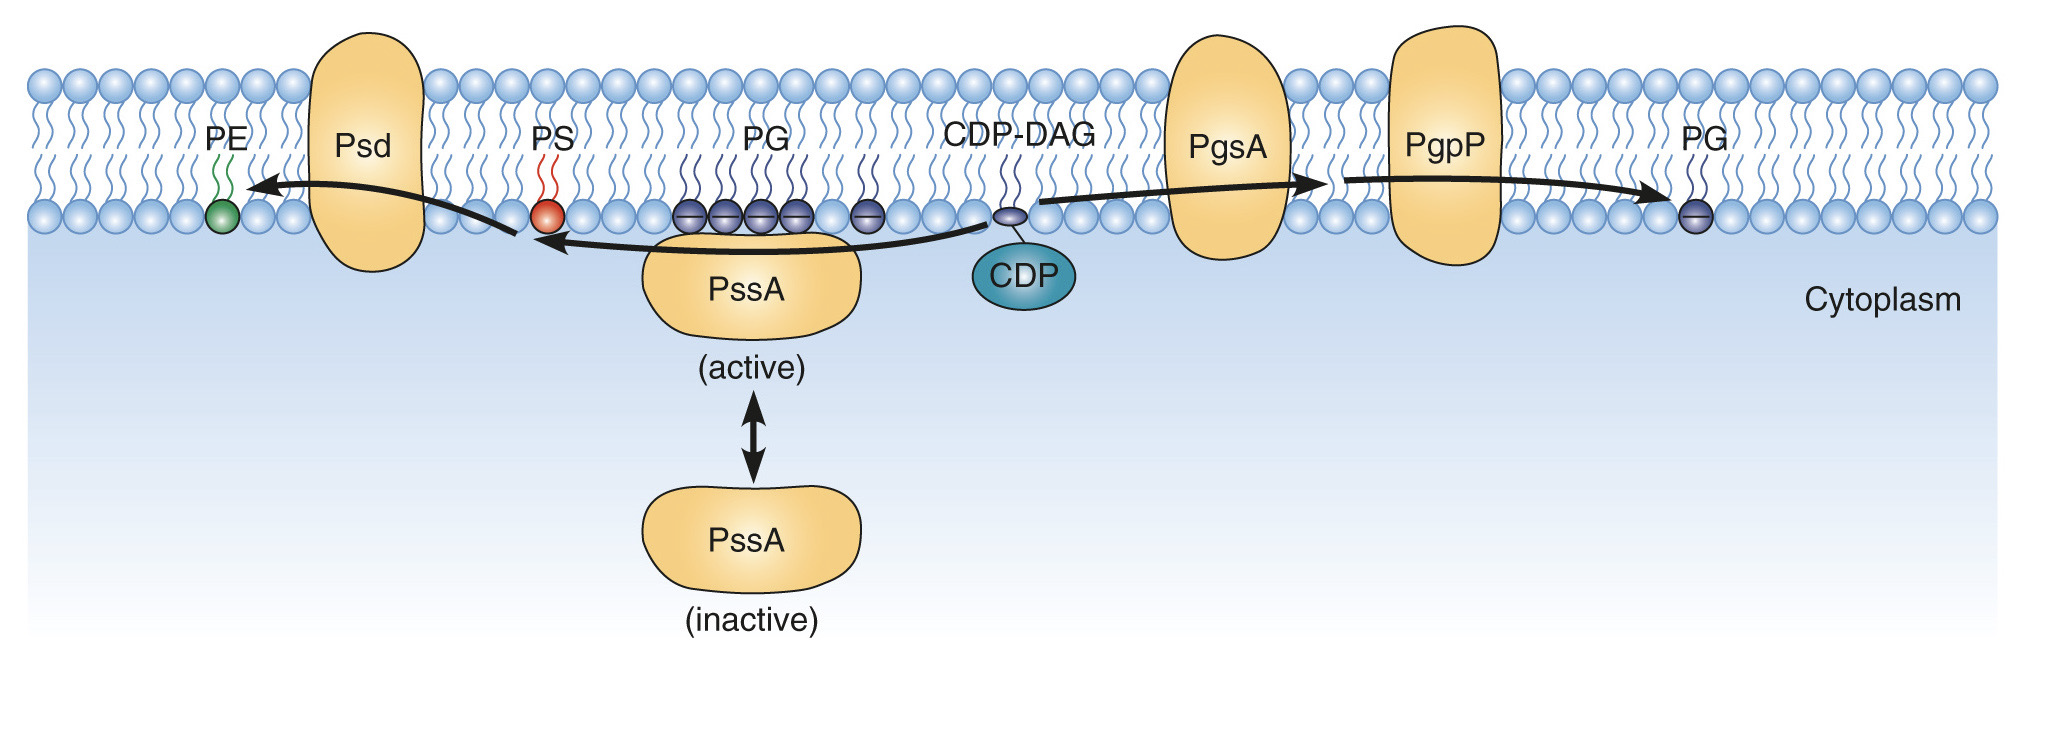 PE
Psd
PS
PG
CDP-DAG
PgsA
PgpP
PG
CDP
PssA
Cytoplasm
(active)
PssA
(inactive)